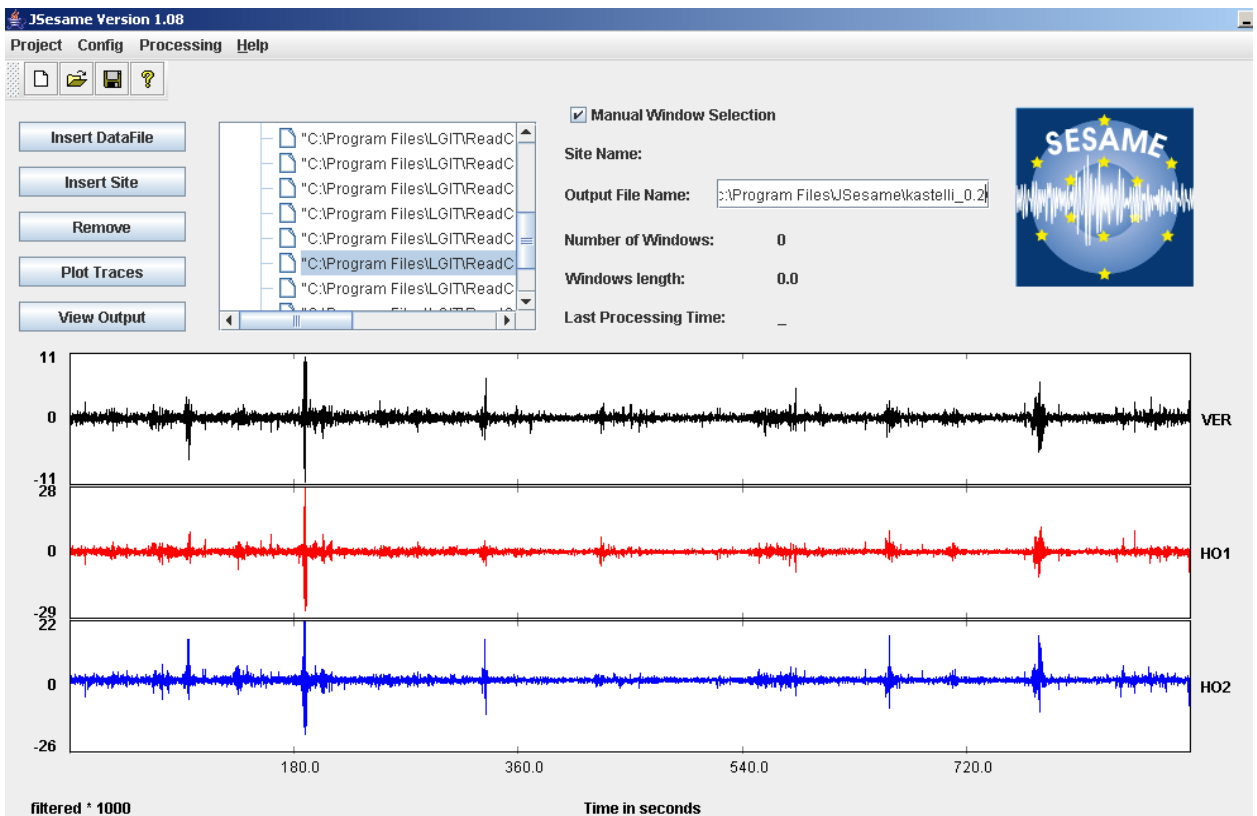 JSesame Version 1.08
Project Config Processing Help
Insert DataFile
Insert Site
Remove
Plot Traces
View Output
"C:\Program Files\LGIT\ReadC
"C:\Program Files\LGIT\ReadC
"C:\Program Files\LGIT\ReadC
"C:\Program Files\LGIT\ReadC
"C:\Program Files\LGIT\ReadC
"C:\Program Files\LGIT\ReadC
"C:\Program Files\LGIT\ReadC
Manual Window Selection
Site Name:
Output File Name: :\Program Files\JSesame\kastelli_0.2
Number of Windows: 0
Windows length: 0.0
Last Processing Time: _
SESAME
11
0
-11
VER
28
0
-29
HO1
22
0
-26
HO2
180.0 360.0 540.0 720.0
filtered * 1000 Time in seconds